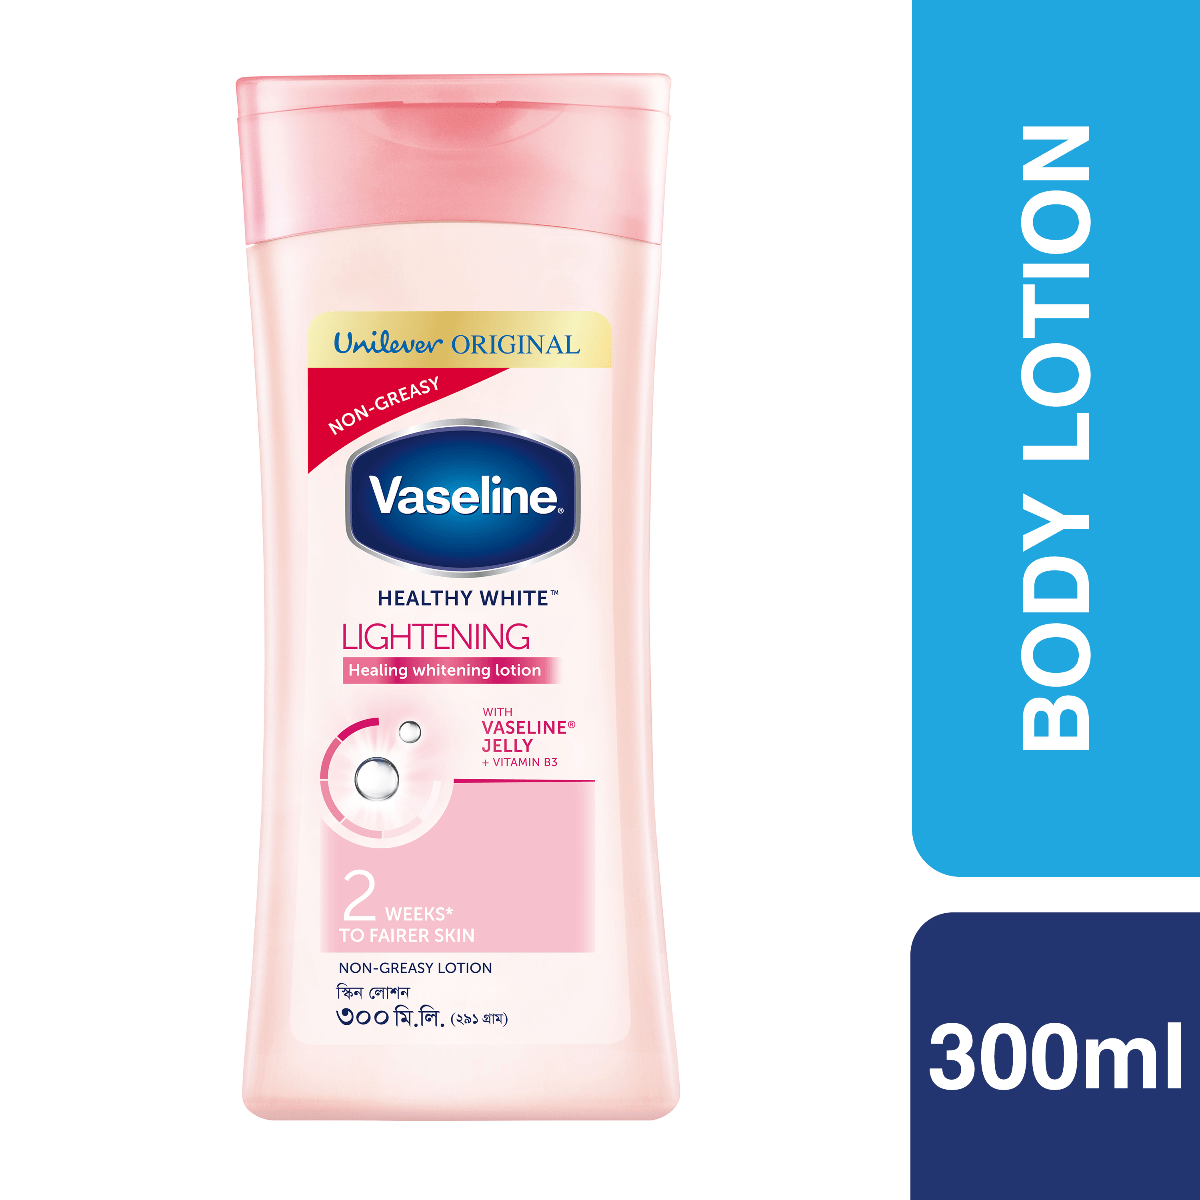 Unilever ORIGINAL
NON-GREASY
Vaseline®
HEALTHY WHITE™
LIGHTENING
Healing whitening lotion
WITH
VASELINE®
JELLY
+ VITAMIN B3
2 WEEKS*
TO FAIRER SKIN
NON-GREASY LOTION
স্কিন লোশন
৩০০ মি.লি. (২৯১ গ্রাম)
BODY LOTION
300ml